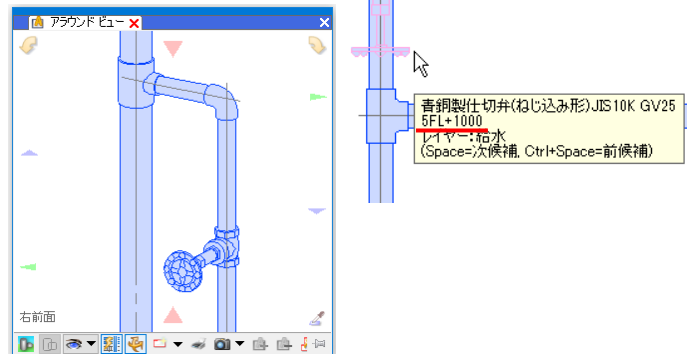 アラウンド ビュー
右前面
青銅製仕切弁(ねじ込み形)JIS10K GV25
5FL+1000
レイヤー:給水
(Space=次候補, Ctrl+Space=前候補)